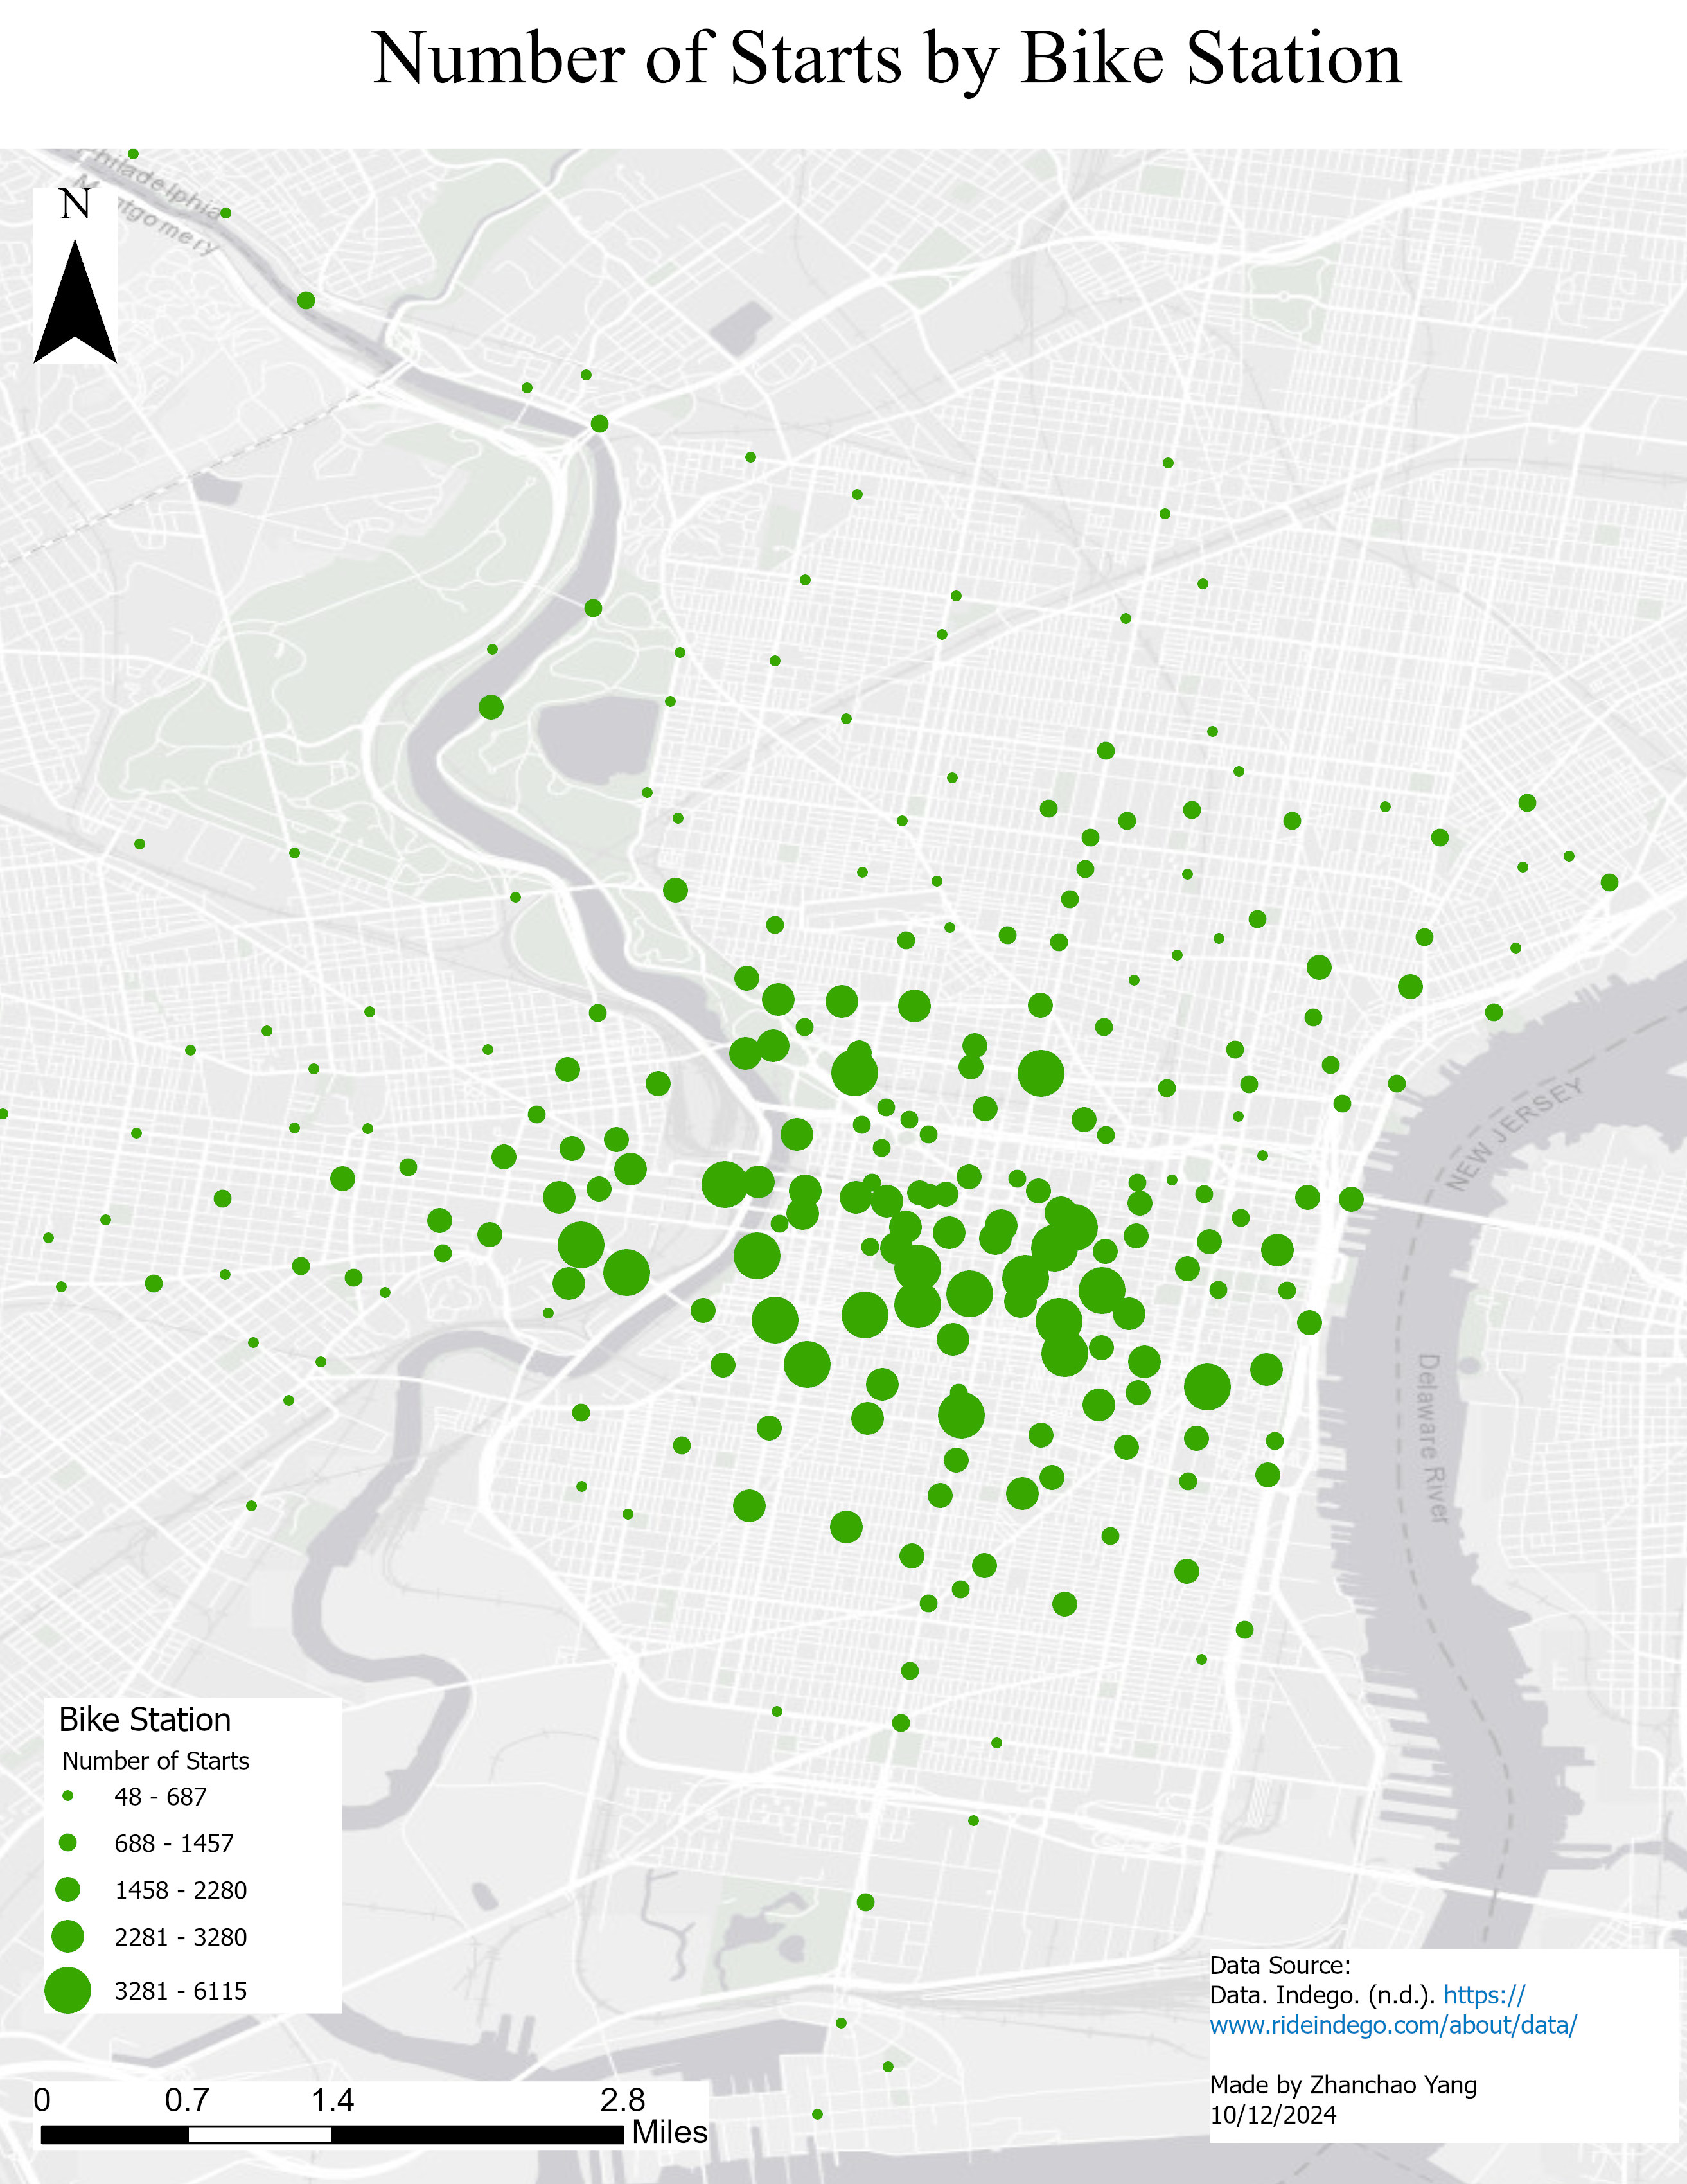 Number of Starts by Bike Station
Philadelphia
N
NEW JERSEY
Delaware River
Bike Station
Number of Starts
48 - 687
688 - 1457
1458 - 2280
2281 - 3280
3281 - 6115
Data Source:
Data. Indego. (n.d.). https://
www.rideindego.com/about/data/
Made by Zhanchao Yang
10/12/2024
0 0.7 1.4 2.8
Miles